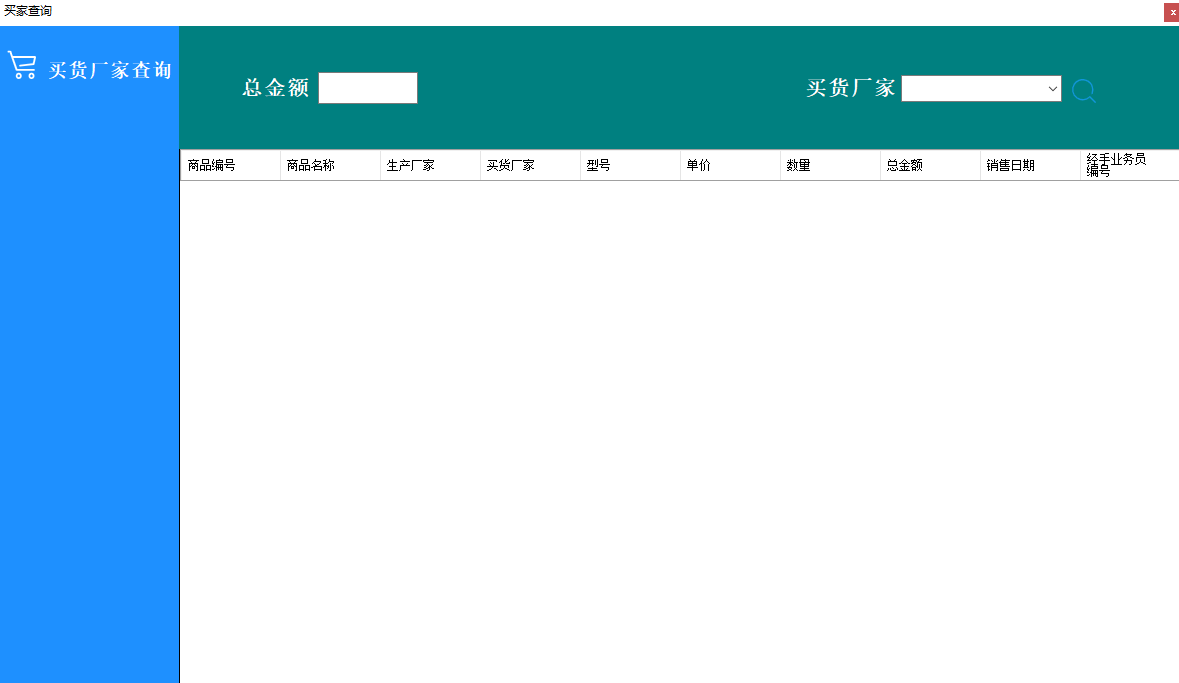 买家查询
x
买货厂家查询
总金额
买货厂家
商品编号
商品名称
生产厂家
买货厂家
型号
单价
数量
总金额
销售日期
经手业务员
编号